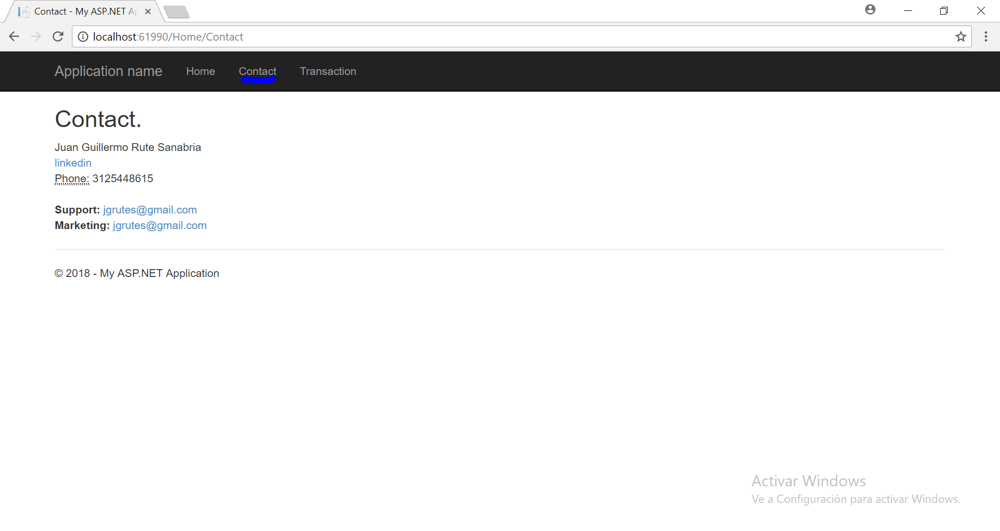 Contact - My ASP.NET Ap
localhost:61990/Home/Contact
Application name Home Contact Transaction
Contact.
Juan Guillermo Rute Sanabria
linkedin
Phone: 3125448615
Support: jgrutes@gmail.com
Marketing: jgrutes@gmail.com
© 2018 - My ASP.NET Application
Activar Windows
Ve a Configuración para activar Windows.